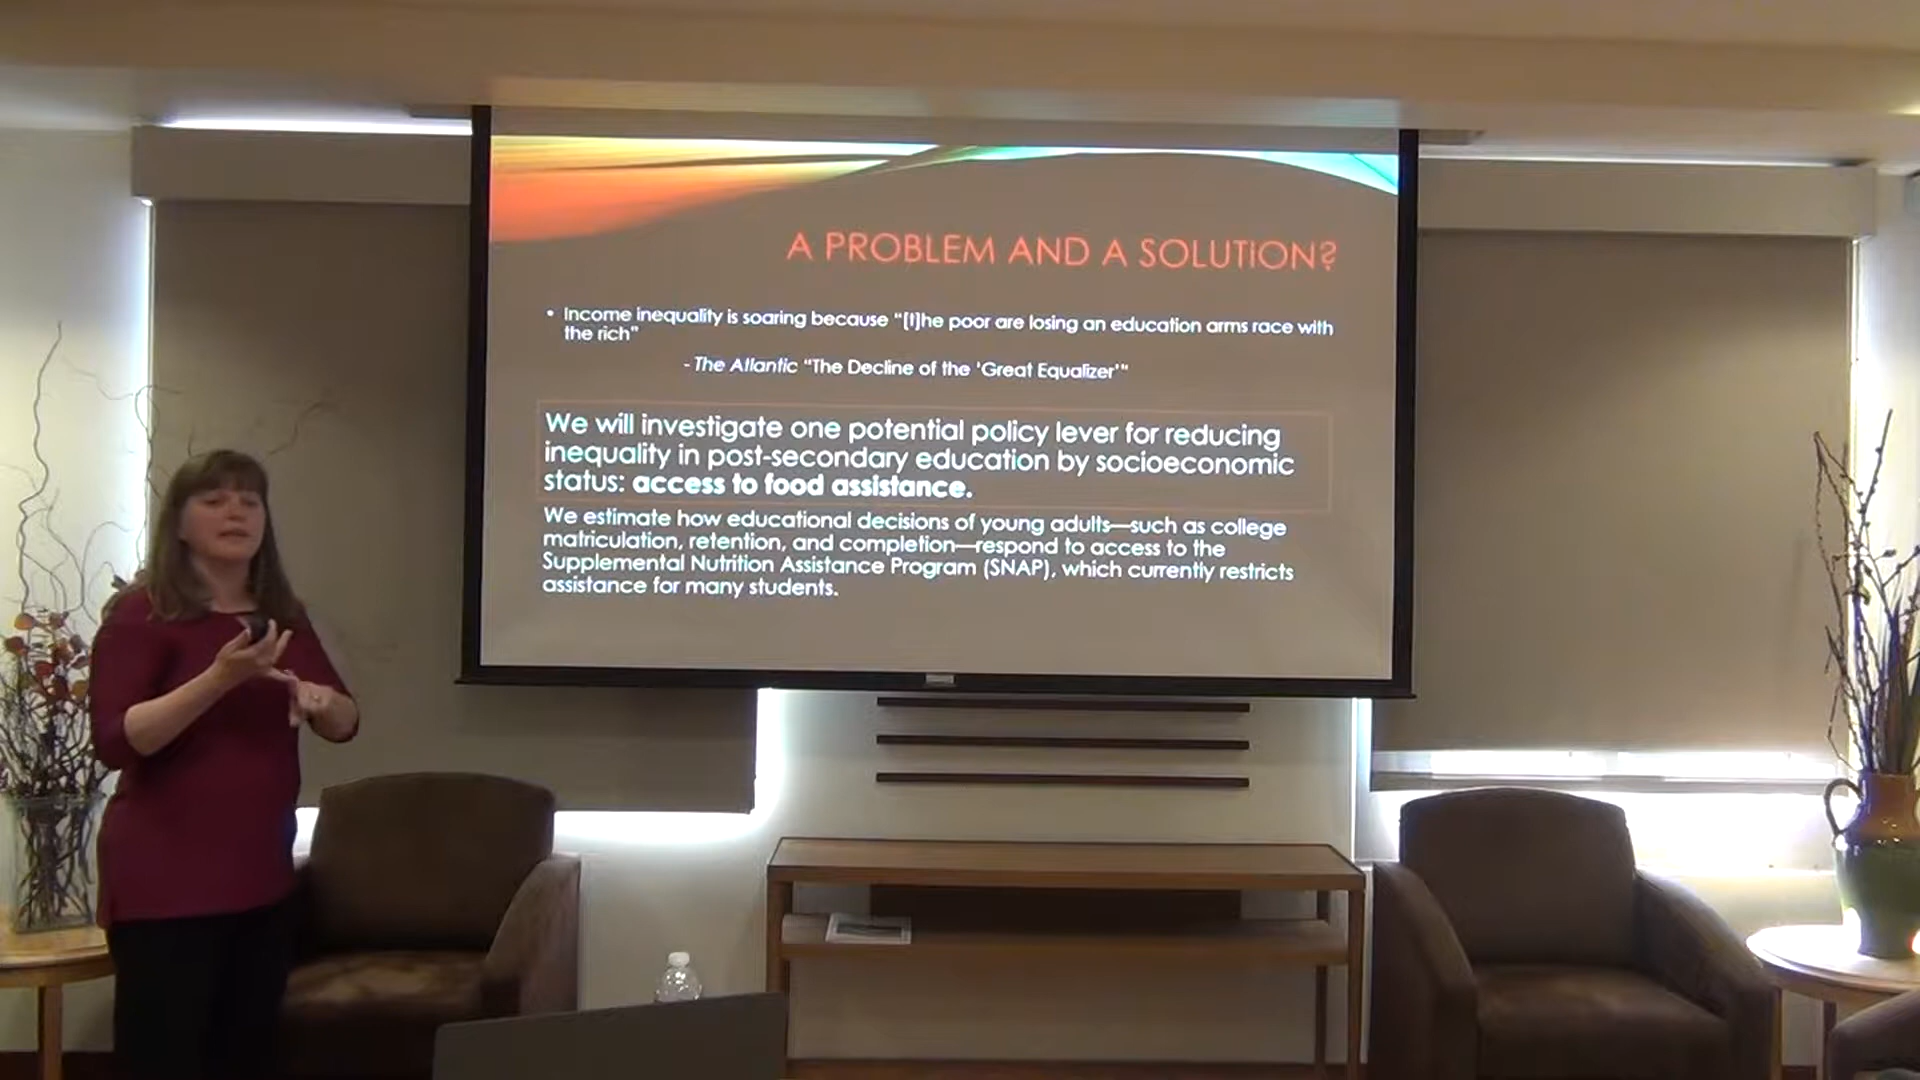 A PROBLEM AND A SOLUTION?
• Income inequality is soaring because “[t]he poor are losing an education arms race with
the rich”
- The Atlantic “The Decline of the ‘Great Equalizer’”
We will investigate one potential policy lever for reducing
inequality in post-secondary education by socioeconomic
status: access to food assistance.
We estimate how educational decisions of young adults—such as college
matriculation, retention, and completion—respond to access to the
Supplemental Nutrition Assistance Program (SNAP), which currently restricts
assistance for many students.